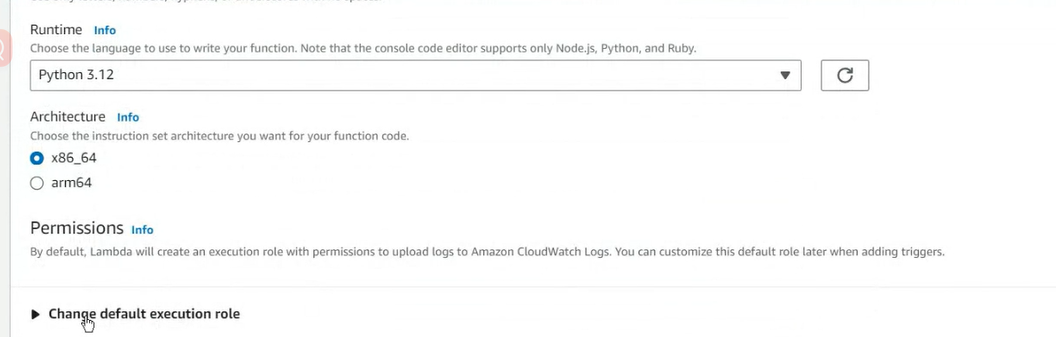 Runtime Info
Choose the language to use to write your function. Note that the console code editor supports only Node.js, Python, and Ruby.
Python 3.12
Architecture Info
Choose the instruction set architecture you want for your function code.
x86_64
arm64
Permissions Info
By default, Lambda will create an execution role with permissions to upload logs to Amazon CloudWatch Logs. You can customize this default role later when adding triggers.
Change default execution role